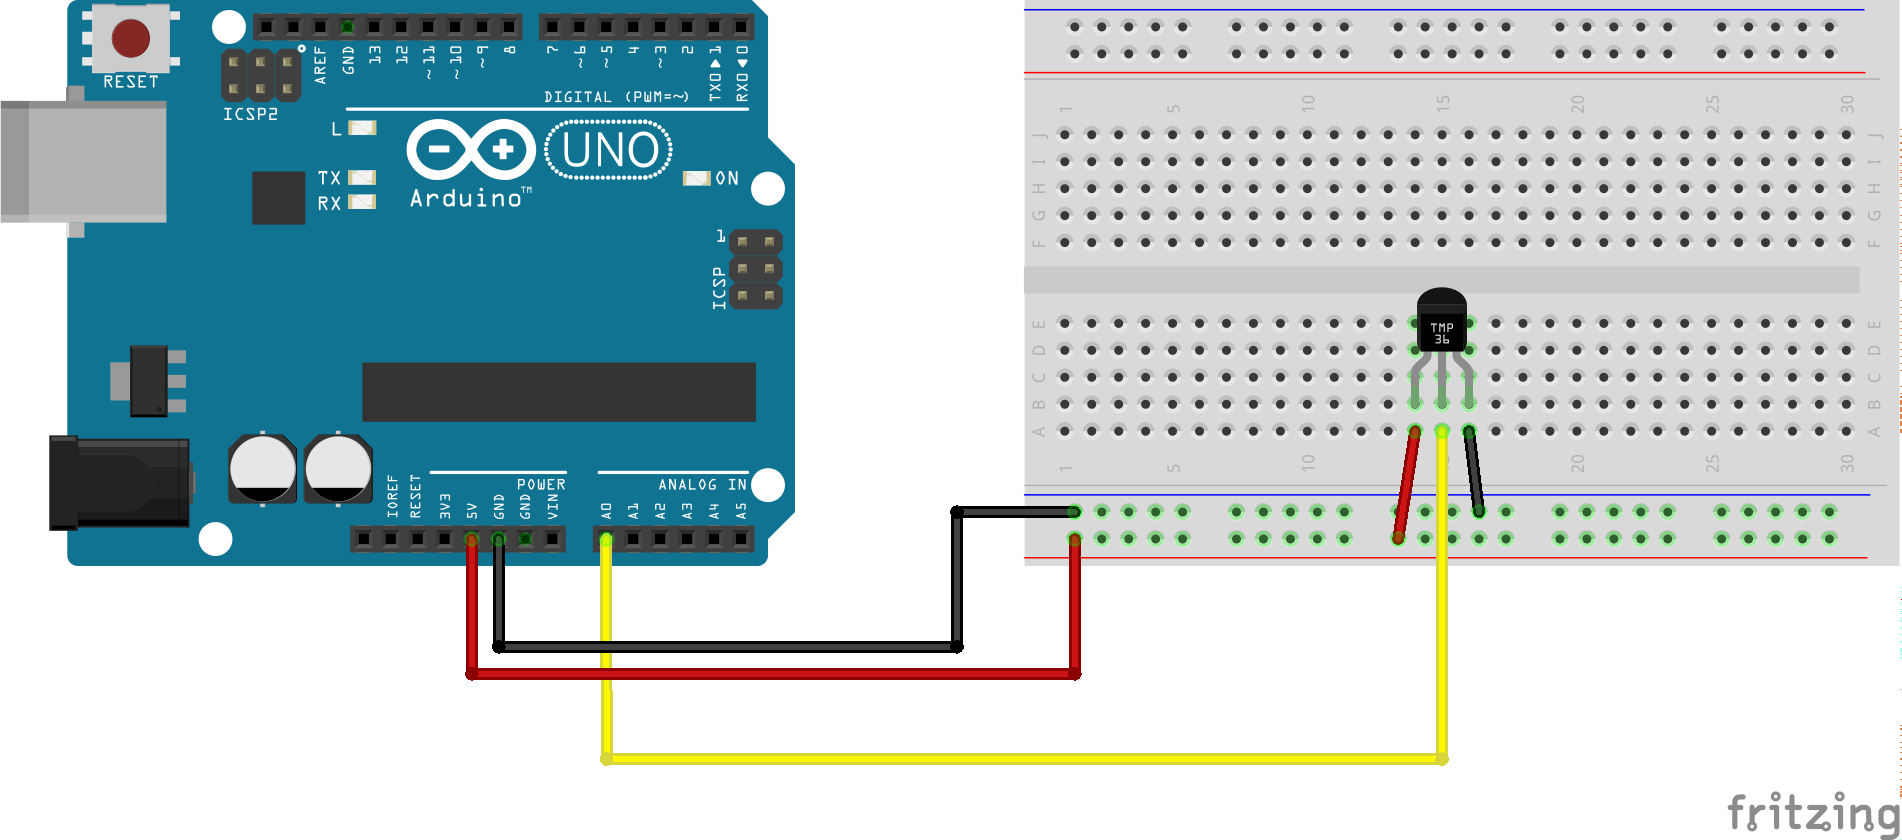 RESET
ICSP2
AREF
GND
13
12
~11
~10
~9
8
7
~6
~5
4
~3
2
TX0 ▶ 1
RX0 ◀ 0
DIGITAL (PWM=~)
L
TX
RX
UNO
Arduino™
ON
1
ICSP
POWER
ANALOG IN
IOREF
RESET
3V3
5V
GND
GND
VIN
A0
A1
A2
A3
A4
A5
1 5 10 15 20 25 30
J J
I I
H H
G G
F F
TMP
36
E E
D D
C C
B B
A A
1 5 10 20 25 30
fritzing